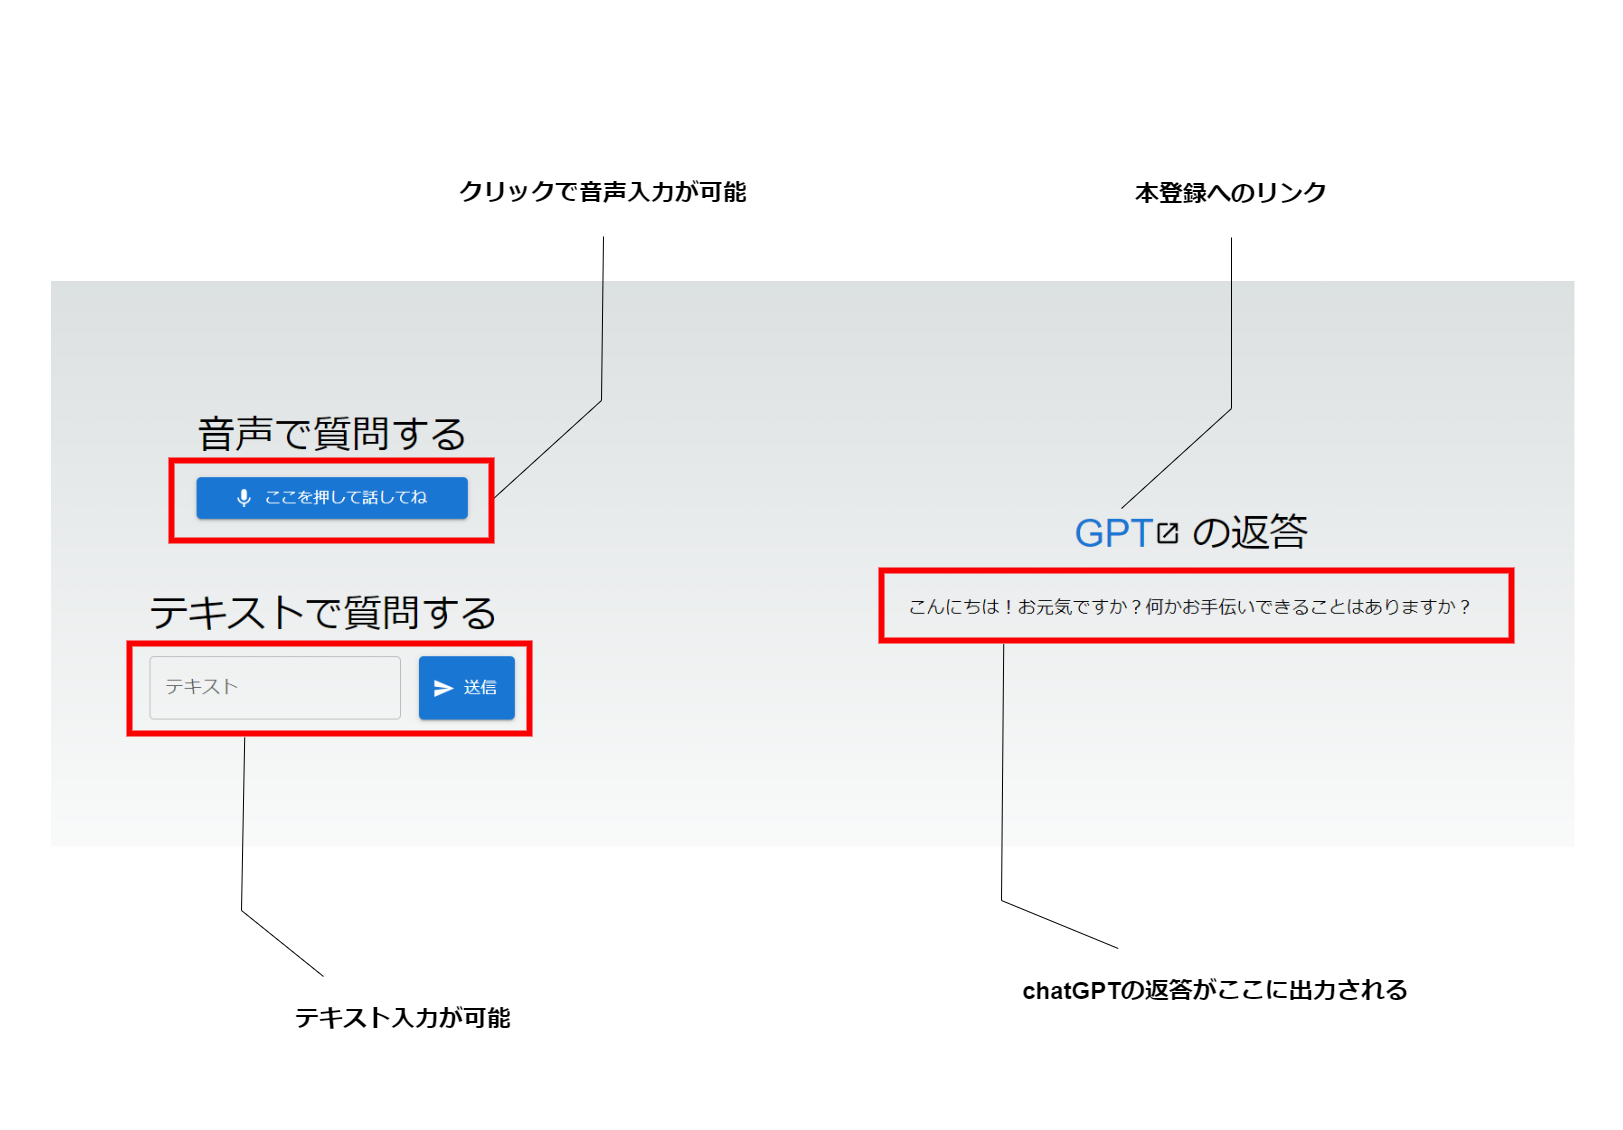 クリックで音声入力が可能
本登録へのリンク
音声で質問する
ここを押して話してね
テキストで質問する
テキスト
送信
GPT の返答
こんにちは！お元気ですか？何かお手伝いできることはありますか？
テキスト入力が可能
chatGPTの返答がここに出力される